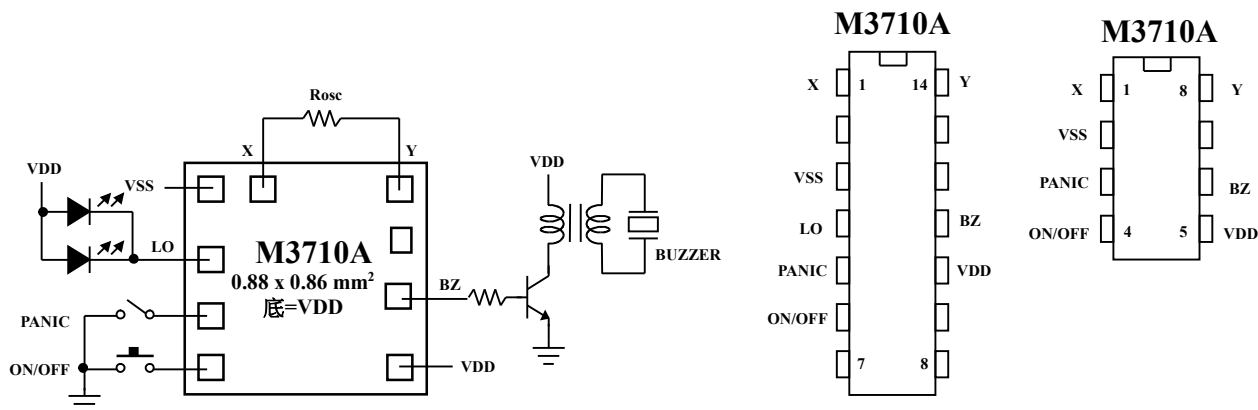 Rosc
X
Y
VDD
VSS
LO
M3710A
0.88 x 0.86 mm²
底=VDD
PANIC
ON/OFF
BZ
VDD
VDD
BUZZER
M3710A
X 1 14 Y
VSS
LO BZ
PANIC VDD
ON/OFF
7 8
M3710A
X 1 8 Y
VSS
PANIC BZ
ON/OFF 4 5 VDD